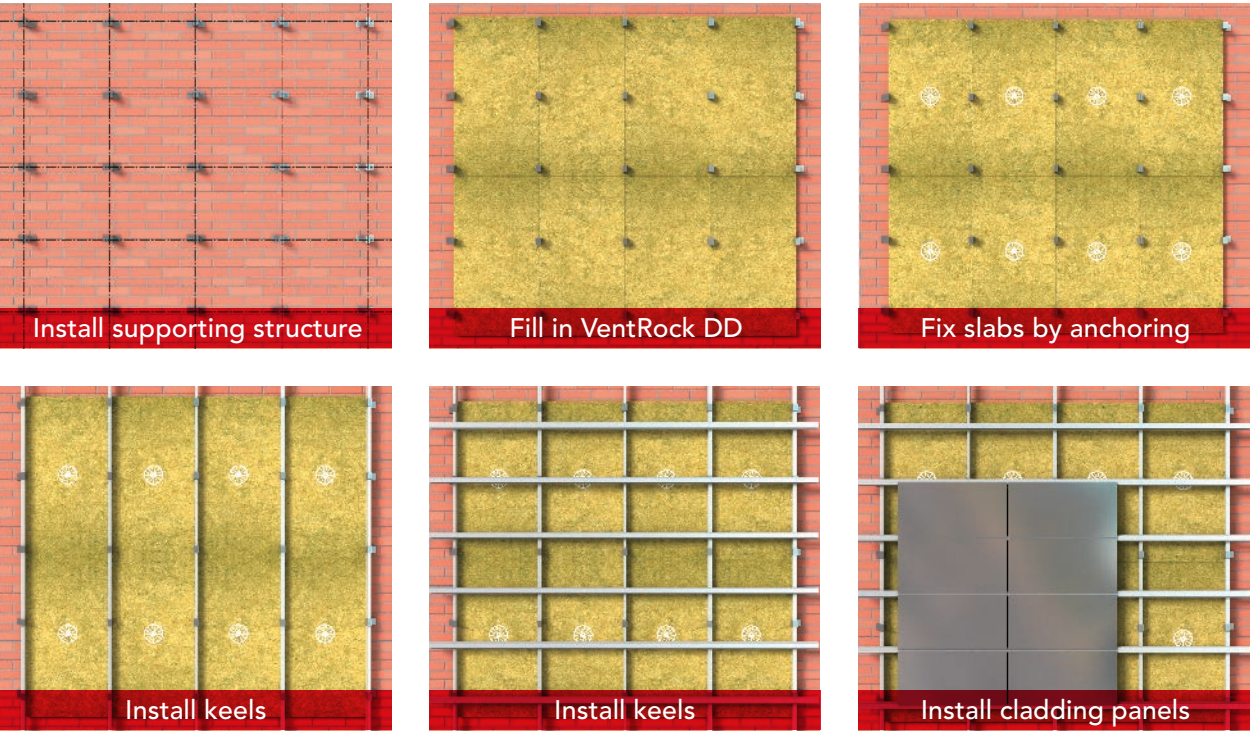 Install supporting structure
Fill in VentRock DD
Fix slabs by anchoring
Install keels
Install keels
Install cladding panels